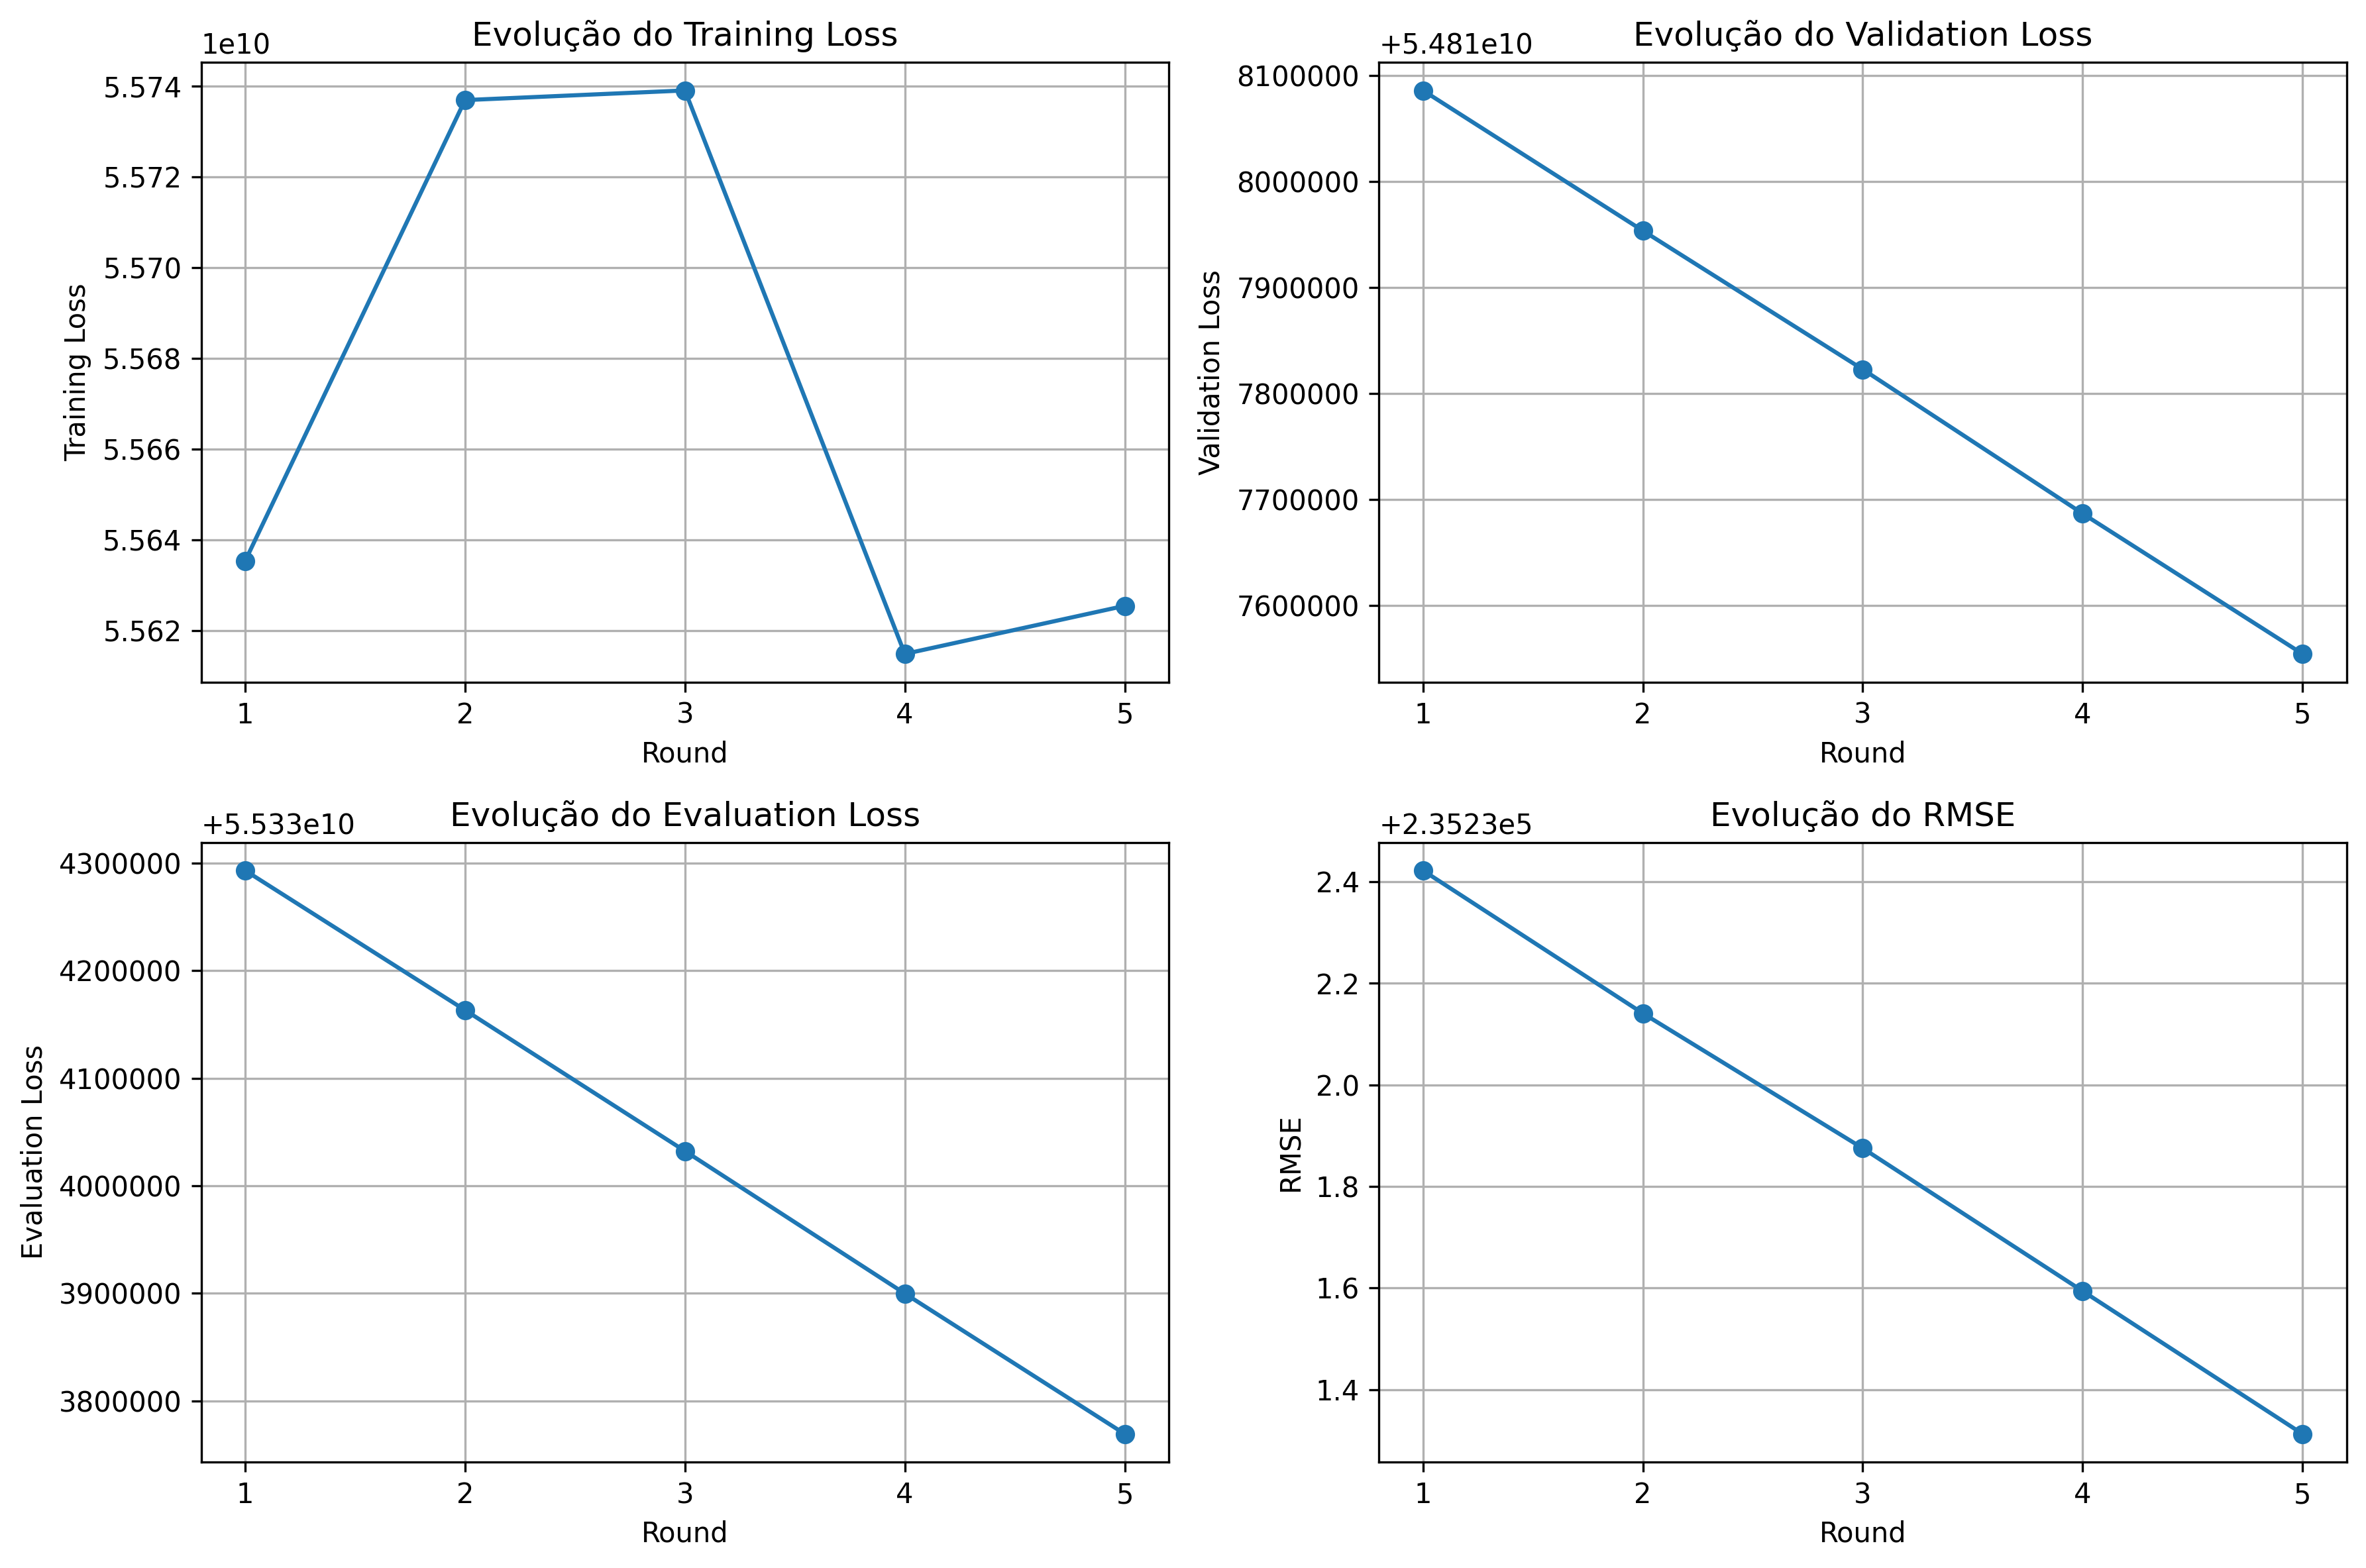 Evolução do Training Loss
1e10
5.574
5.572
5.570
5.568
5.566
5.564
5.562
Training Loss
1 2 3 4 5
Round
Evolução do Validation Loss
+5.481e10
8100000
8000000
7900000
7800000
7700000
7600000
Validation Loss
1 2 3 4 5
Round
Evolução do Evaluation Loss
+5.533e10
4300000
4200000
4100000
4000000
3900000
3800000
Evaluation Loss
1 2 3 4 5
Round
Evolução do RMSE
+2.3523e5
2.4
2.2
2.0
1.8
1.6
1.4
RMSE
1 2 3 4 5
Round